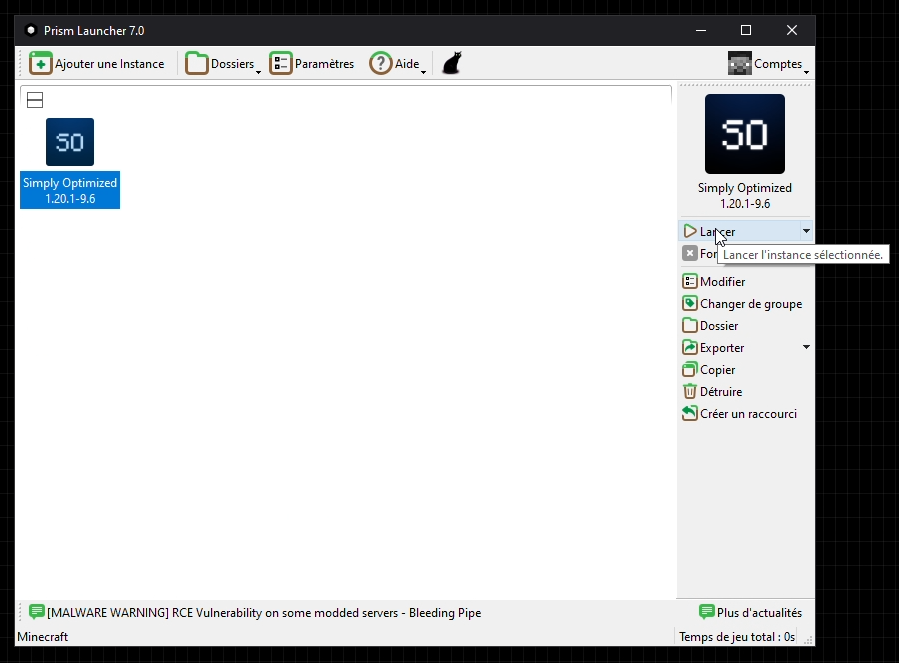 Prism Launcher 7.0
Ajouter une Instance
Dossiers
Paramètres
Aide
Comptes
SO
Simply Optimized
1.20.1-9.6
SO
Simply Optimized
1.20.1-9.6
Lancer
For
Lancer l'instance sélectionnée.
Modifier
Changer de groupe
Dossier
Exporter
Copier
Détruire
Créer un raccourci
[MALWARE WARNING] RCE Vulnerability on some modded servers - Bleeding Pipe
Plus d'actualités
Minecraft
Temps de jeu total : 0s